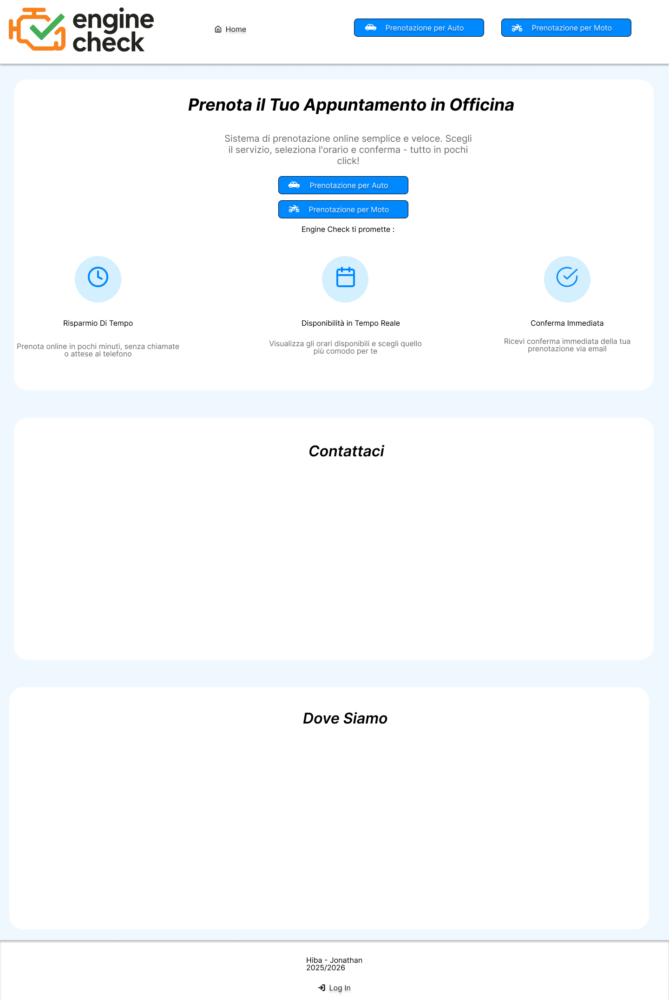 engine
check
Home
Prenotazione per Auto
Prenotazione per Moto
Prenota il Tuo Appuntamento in Officina
Sistema di prenotazione online semplice e veloce. Scegli
il servizio, seleziona l'orario e conferma - tutto in pochi
click!
Prenotazione per Auto
Prenotazione per Moto
Engine Check ti promette :
Risparmio Di Tempo
Prenota online in pochi minuti, senza chiamate
o attese al telefono
Disponibilità in Tempo Reale
Visualizza gli orari disponibili e scegli quello
più comodo per te
Conferma Immediata
Ricevi conferma immediata della tua
prenotazione via email
Contattaci
Dove Siamo
Hiba - Jonathan
2025/2026
Log In